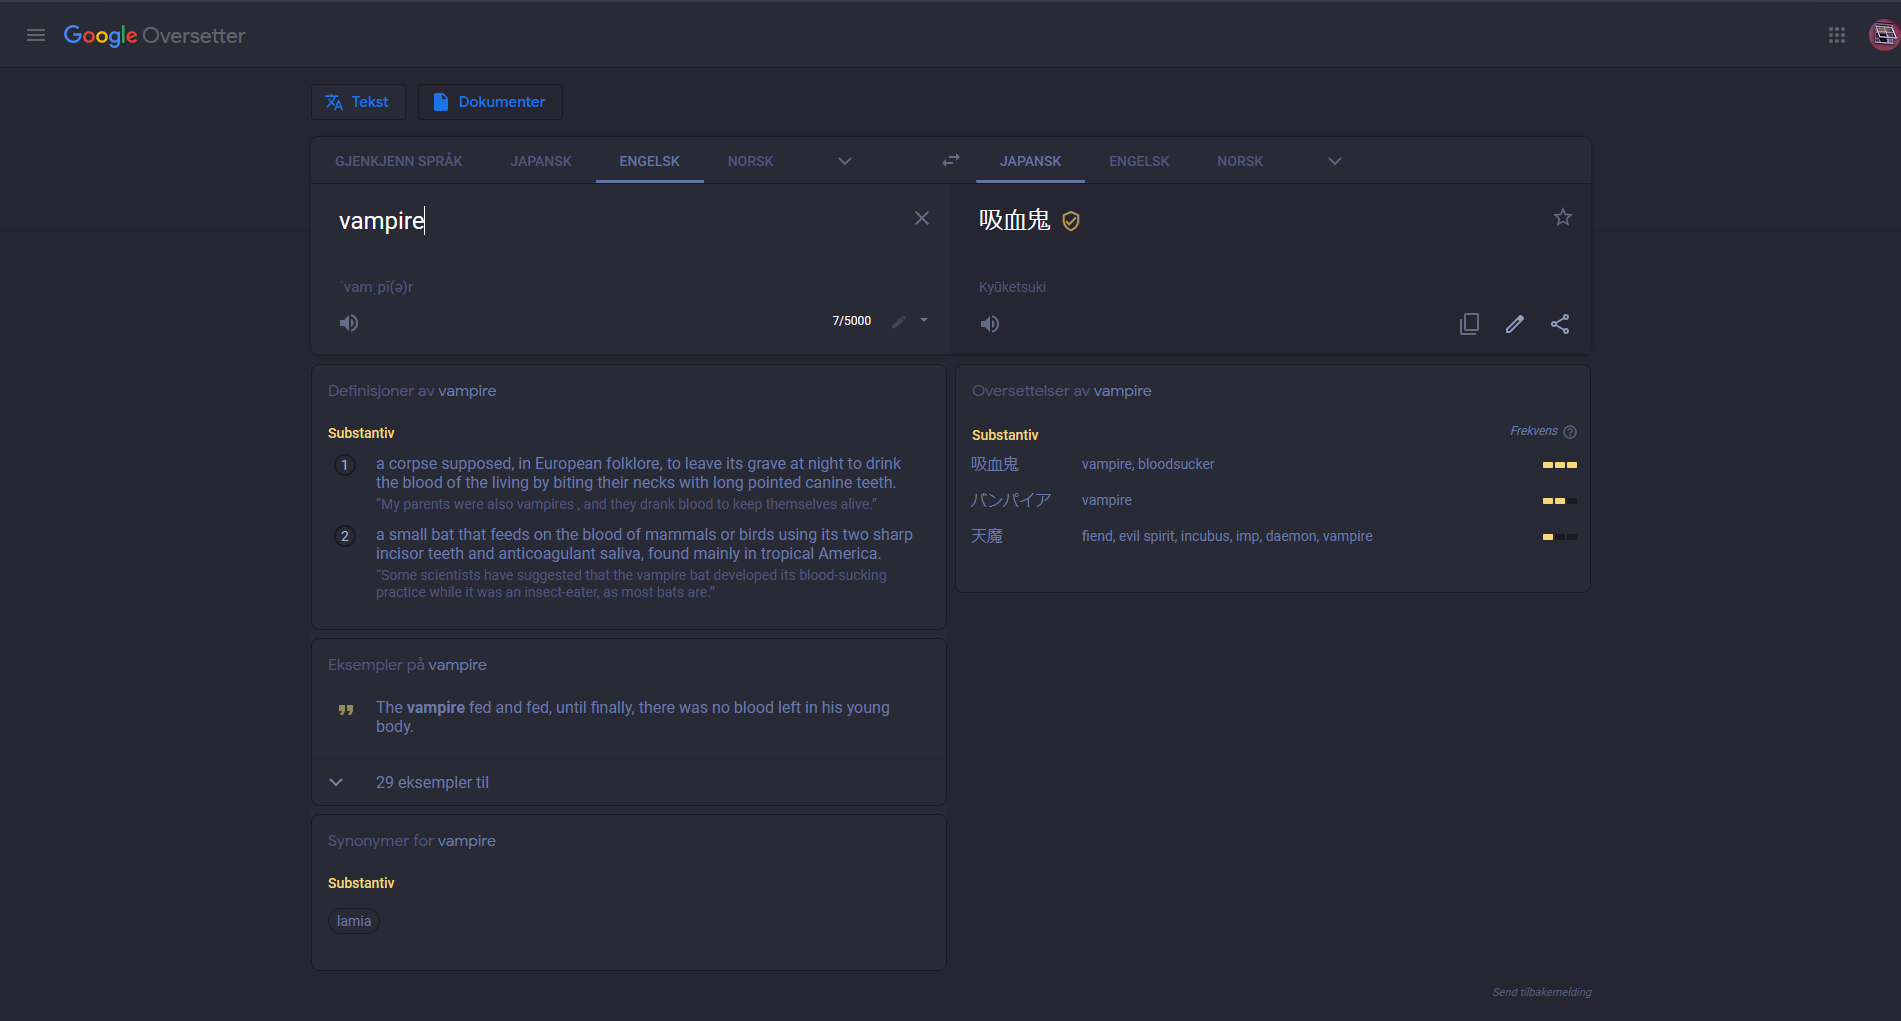 Google Oversetter
Tekst
Dokumenter
GJENKJENN SPRÅK JAPANSK ENGELSK NORSK
JAPANSK ENGELSK NORSK
vampire
ˈvamˌpī(ə)r
7/5000
吸血鬼
Kyūketsuki
Definisjoner av vampire
Substantiv
1 a corpse supposed, in European folklore, to leave its grave at night to drink
the blood of the living by biting their necks with long pointed canine teeth.
“My parents were also vampires , and they drank blood to keep themselves alive.”
2 a small bat that feeds on the blood of mammals or birds using its two sharp
incisor teeth and anticoagulant saliva, found mainly in tropical America.
“Some scientists have suggested that the vampire bat developed its blood-sucking
practice while it was an insect-eater, as most bats are.”
Eksempler på vampire
The vampire fed and fed, until finally, there was no blood left in his young
body.
29 eksempler til
Synonymer for vampire
Substantiv
lamia
Oversettelser av vampire
Substantiv Frekvens
吸血鬼 vampire, bloodsucker
バンパイア vampire
天魔 fiend, evil spirit, incubus, imp, daemon, vampire
Send tilbakemelding